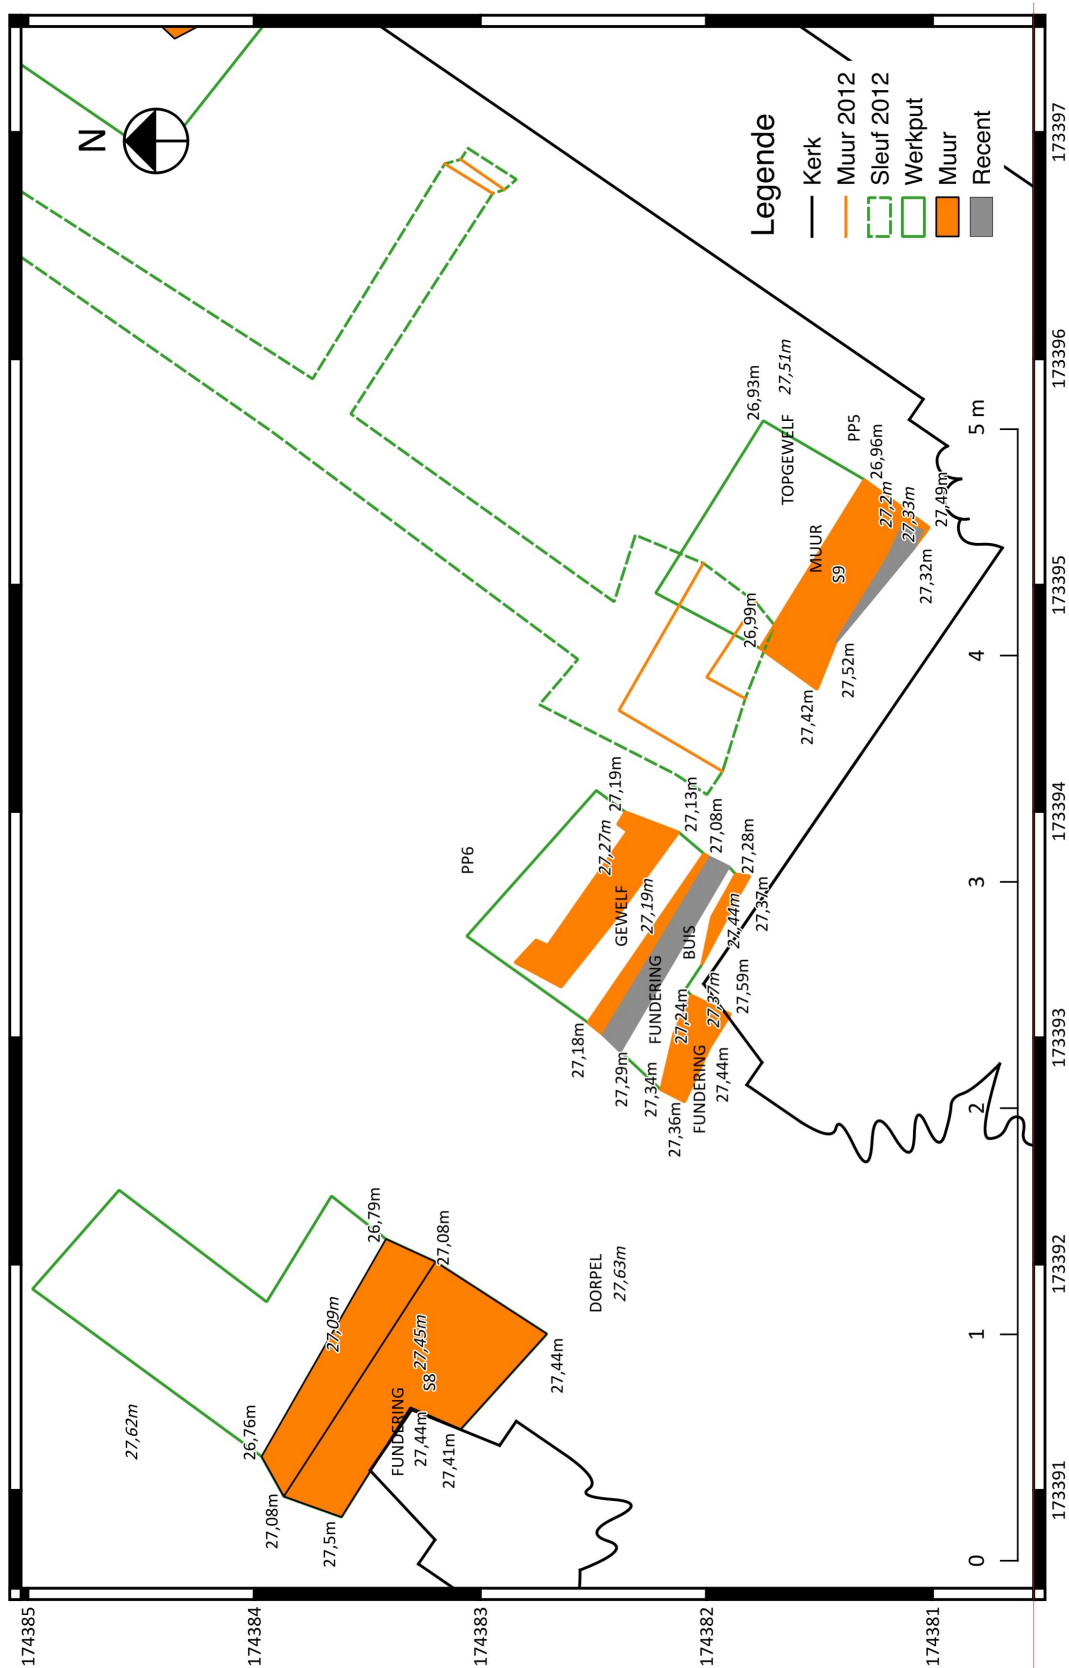 N
Legende
Kerk
Muur 2012
Sleuf 2012
Werkput
Muur
Recent
174385
174384
174383
174382
174381
173391
173392
173393
173394
173395
173396
173397
0
1
2
3
4
5 m
27,62m
26,76m
27,08m
27,5m
27,09m
26,79m
27,08m
27,45m
S8
FUNDERING
27,44m
27,41m
27,44m
DORPEL
27,63m
PP6
27,19m
27,27m
27,13m
27,08m
27,28m
GEWELF
27,19m
BUIS
27,44m
27,37m
FUNDERING
27,18m
27,29m
27,34m
27,36m
27,24m
27,37m
27,59m
FUNDERING
27,44m
26,93m
27,51m
TOPGEWELF
PP5
26,96m
27,2m
27,33m
27,49m
27,32m
MUUR
S9
26,99m
27,42m
27,52m